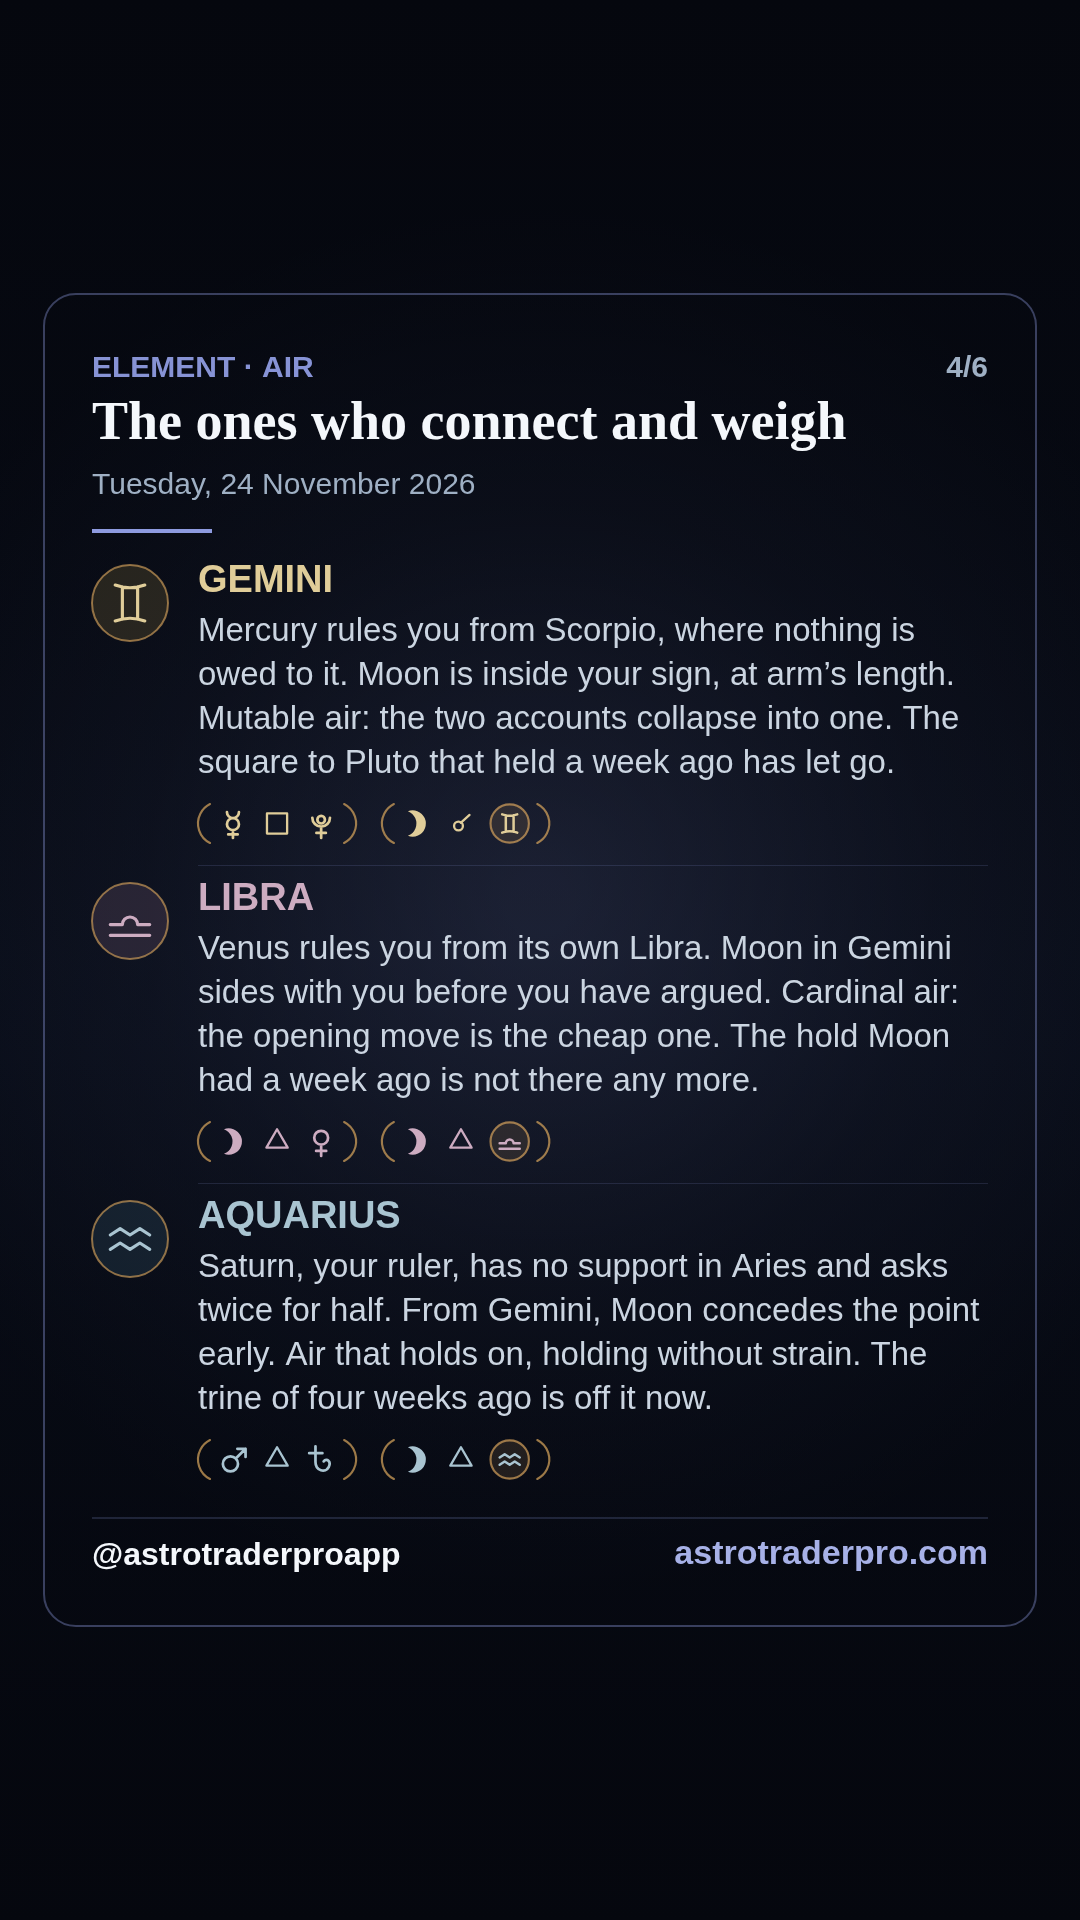 ELEMENT · AIR
4/6
The ones who connect and weigh
Tuesday, 24 November 2026
GEMINI
Mercury rules you from Scorpio, where nothing is
owed to it. Moon is inside your sign, at arm’s length.
Mutable air: the two accounts collapse into one. The
square to Pluto that held a week ago has let go.
LIBRA
Venus rules you from its own Libra. Moon in Gemini
sides with you before you have argued. Cardinal air:
the opening move is the cheap one. The hold Moon
had a week ago is not there any more.
AQUARIUS
Saturn, your ruler, has no support in Aries and asks
twice for half. From Gemini, Moon concedes the point
early. Air that holds on, holding without strain. The
trine of four weeks ago is off it now.
@astrotraderproapp
astrotraderpro.com